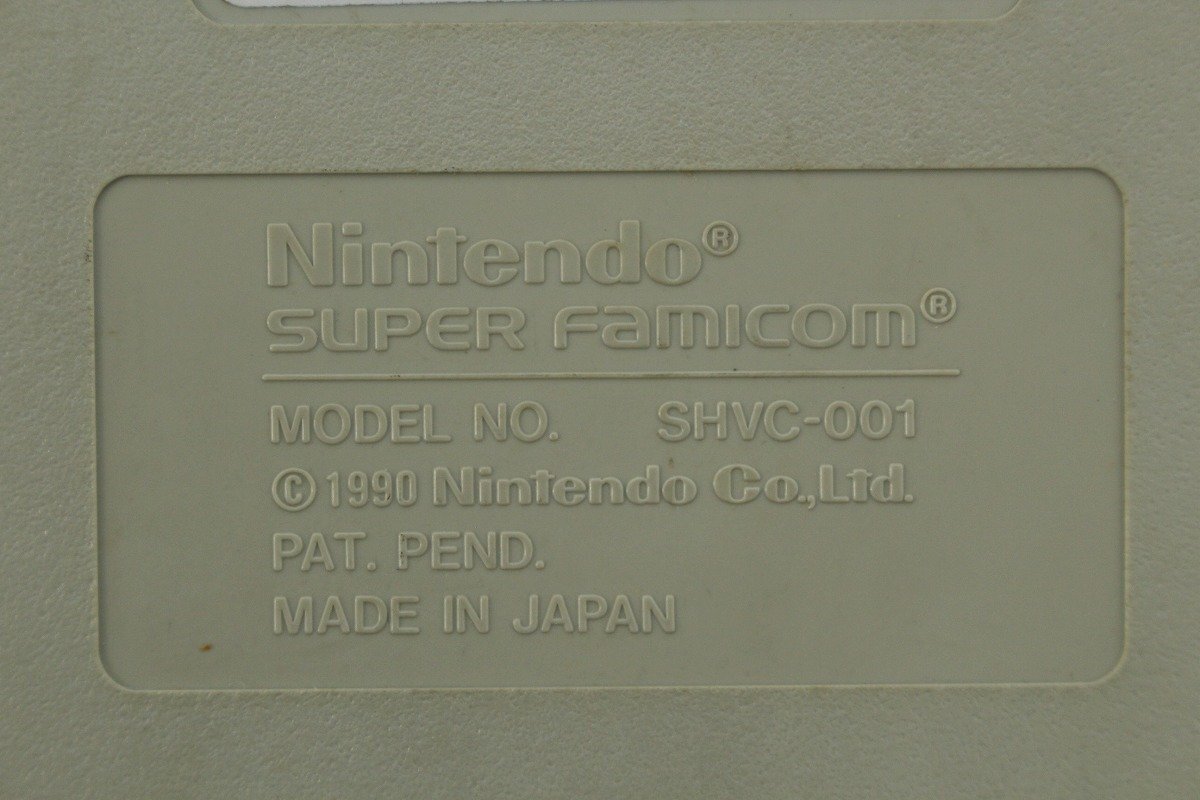 Nintendo®
SUPER FAMICOM®
MODEL NO. SHVC-001
©1990 Nintendo Co.,Ltd.
PAT. PEND.
MADE IN JAPAN